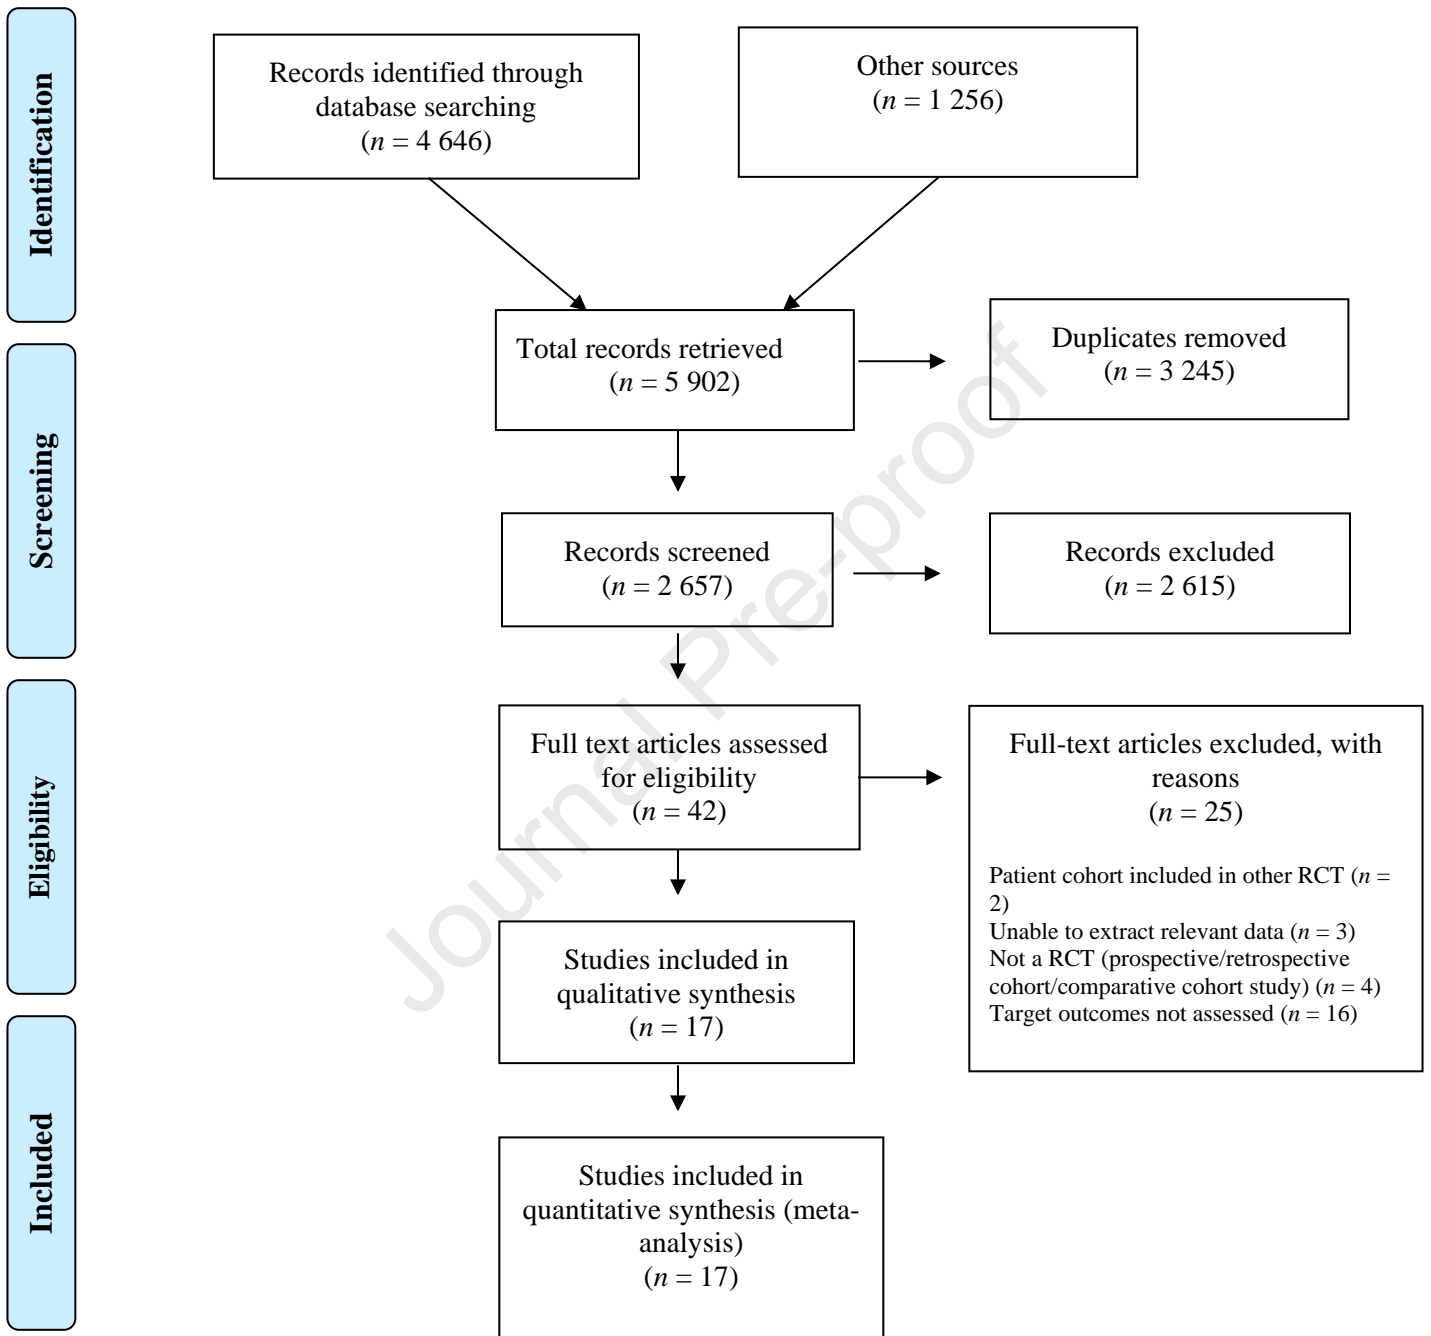 Identification
Records identified through
database searching
(n = 4 646)
Other sources
(n = 1 256)
Total records retrieved
(n = 5 902)
Duplicates removed
(n = 3 245)
Screening
Records screened
(n = 2 657)
Records excluded
(n = 2 615)
Eligibility
Full text articles assessed
for eligibility
(n = 42)
Full-text articles excluded, with
reasons
(n = 25)
Patient cohort included in other RCT (n =
2)
Unable to extract relevant data (n = 3)
Not a RCT (prospective/retrospective
cohort/comparative cohort study) (n = 4)
Target outcomes not assessed (n = 16)
Studies included in
qualitative synthesis
(n = 17)
Included
Studies included in
quantitative synthesis (meta-
analysis)
(n = 17)
Journal Pre-proof